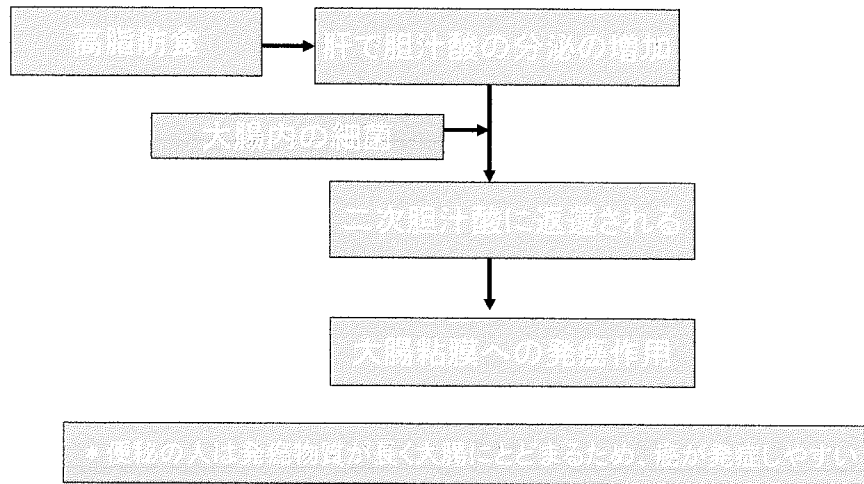 高脂肪食
肝で胆汁酸の分泌の増加
大腸内の細菌
二次胆汁酸に返還される
大腸粘膜への発癌作用
*便秘の人は発癌物質が長く大腸にとどまるため、癌が発症しやすい